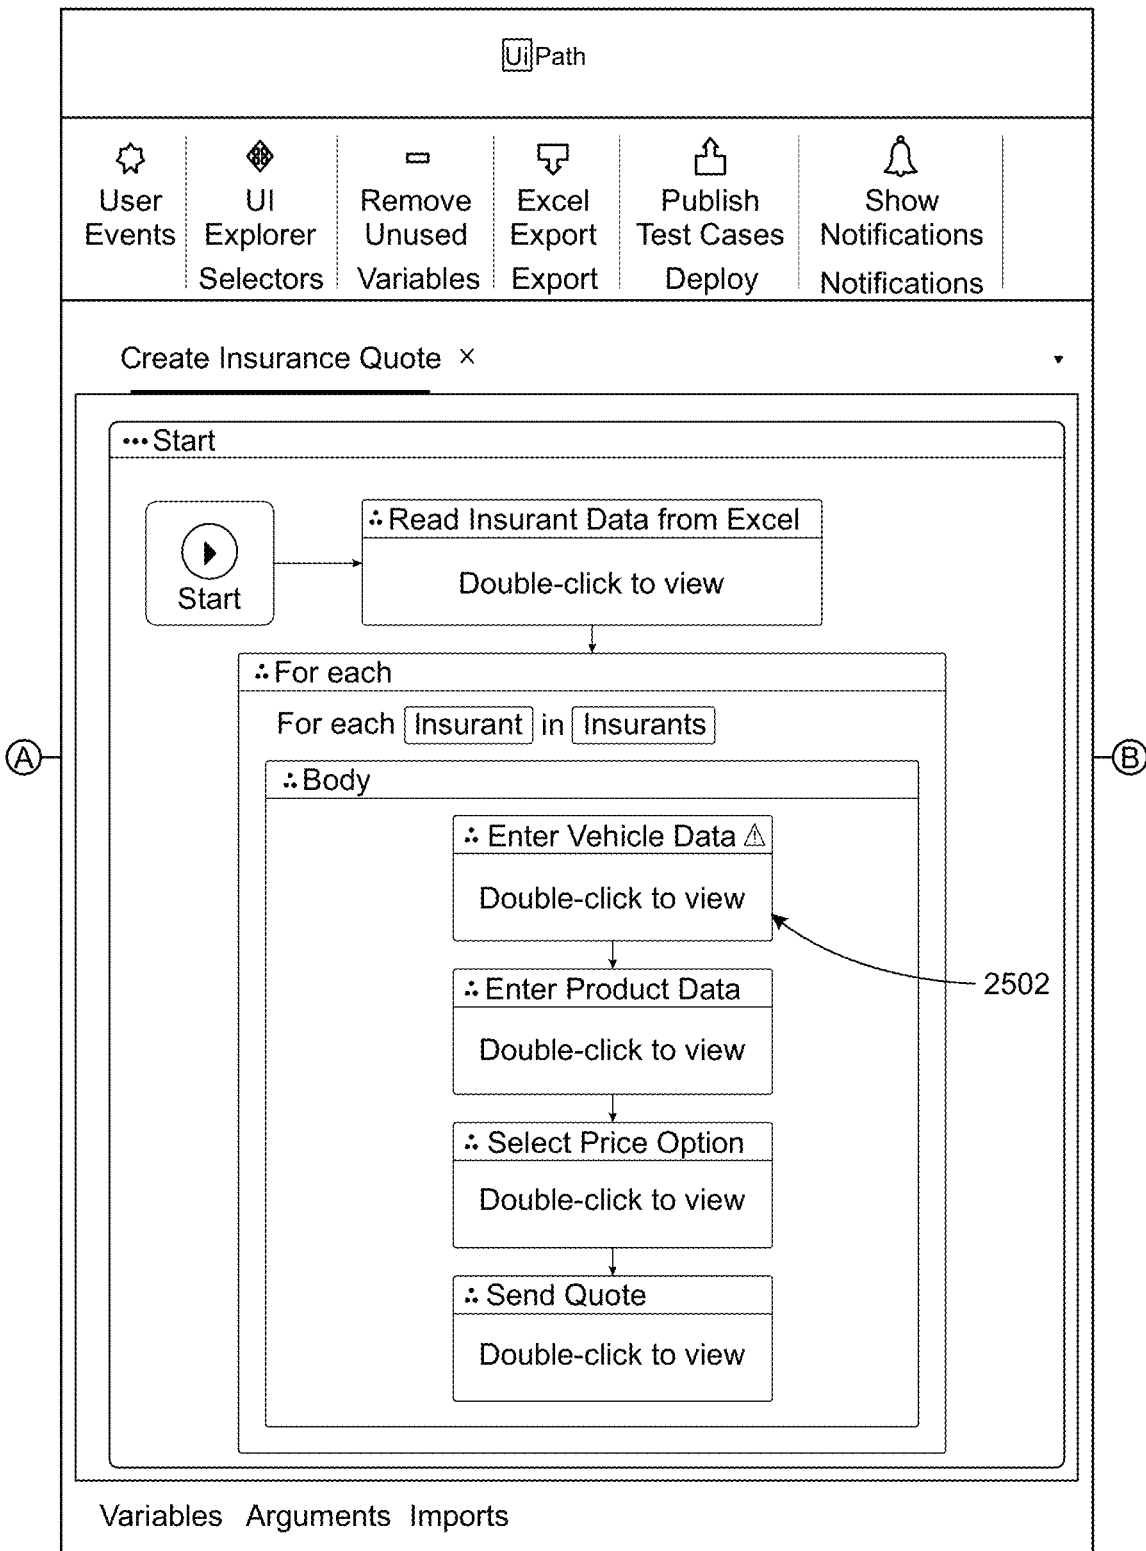 UiPath
User Events
UI Explorer
Selectors
Remove Unused
Variables
Excel Export
Export
Publish Test Cases
Deploy
Show Notifications
Notifications
Create Insurance Quote ×
Start
Start
Read Insurant Data from Excel
Double-click to view
For each
For each Insurant in Insurants
A
B
Body
Enter Vehicle Data
Double-click to view
2502
Enter Product Data
Double-click to view
Select Price Option
Double-click to view
Send Quote
Double-click to view
Variables Arguments Imports